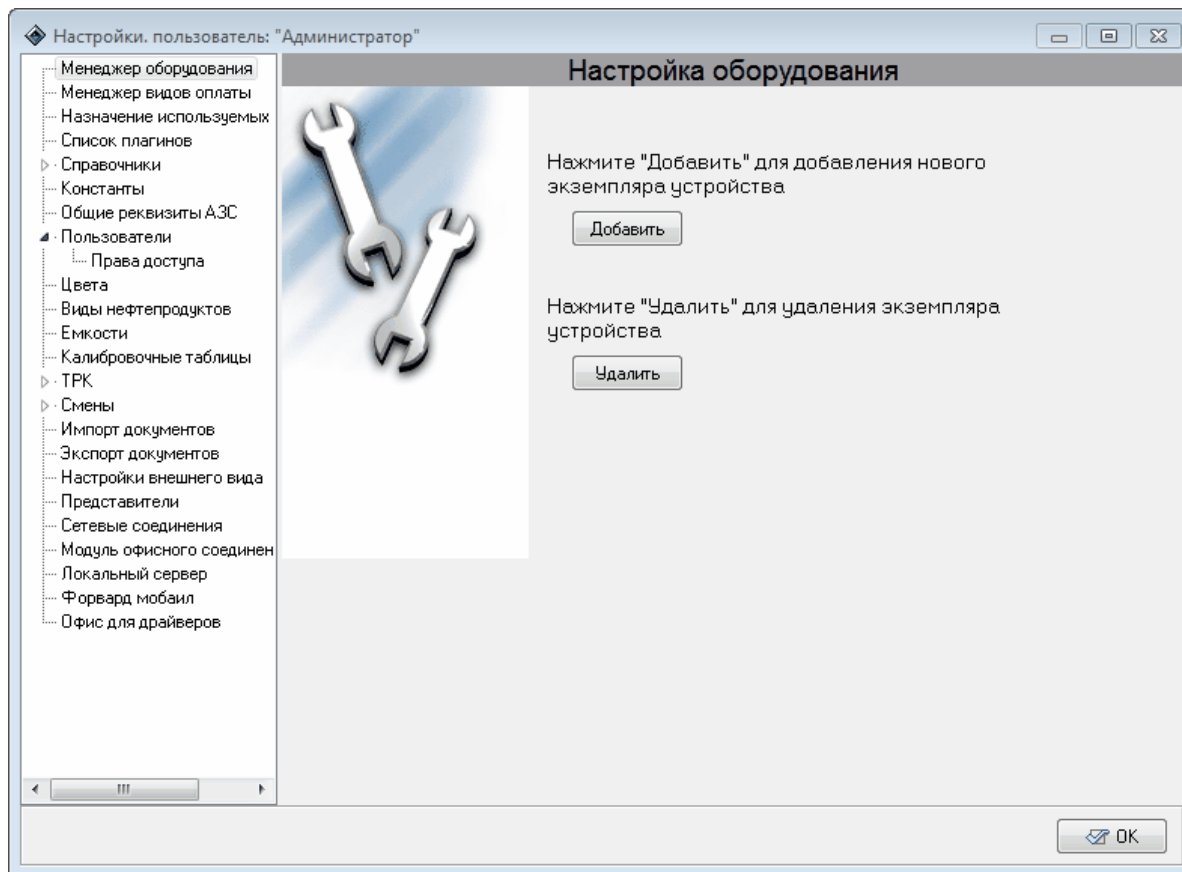 Настройки. пользователь: "Администратор"
Менеджер оборудования
Менеджер видов оплаты
Назначение используемых
Список плагинов
Справочники
Константы
Общие реквизиты АЗС
Пользователи
Права доступа
Цвета
Виды нефтепродуктов
Емкости
Калибровочные таблицы
ТРК
Смены
Импорт документов
Экспорт документов
Настройки внешнего вида
Представители
Сетевые соединения
Модуль офисного соединен
Локальный сервер
Форвард мобаил
Офис для драйверов
Настройка оборудования
Нажмите "Добавить" для добавления нового
экземпляра устройства
Добавить
Нажмите "Удалить" для удаления экземпляра
устройства
Удалить
OK